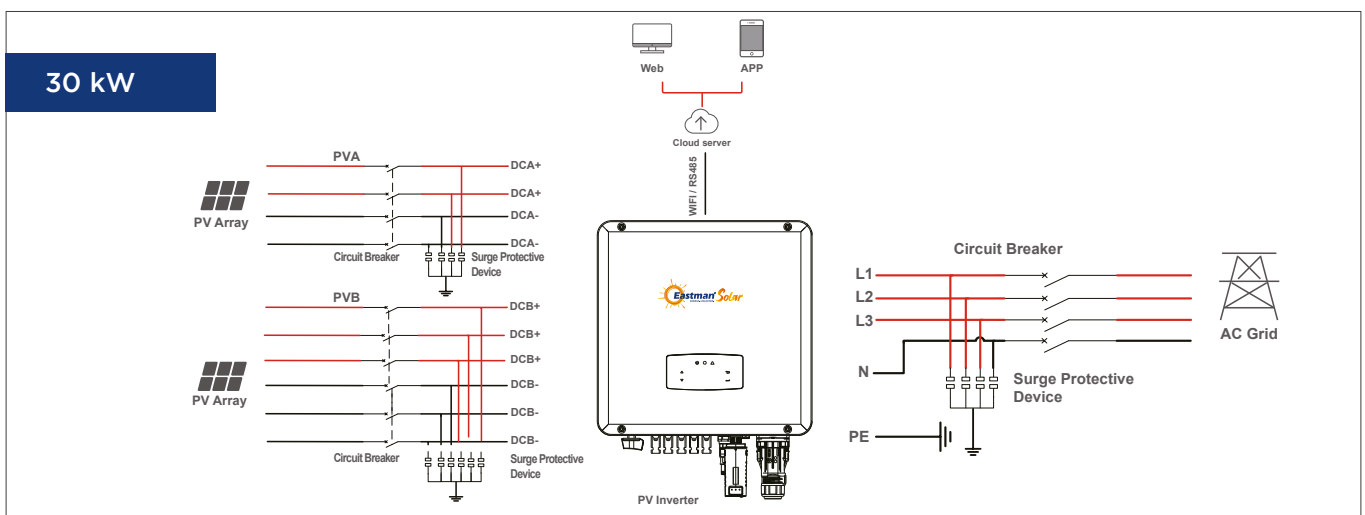 30 kW
Web
APP
Cloud server
WIFI / RS485
PVA
DCA+
DCA+
DCA-
DCA-
PV Array
Circuit Breaker
Surge Protective
Device
PVB
DCB+
DCB+
DCB+
DCB-
DCB-
DCB-
PV Array
Circuit Breaker
Surge Protective
Device
Eastman Solar
PV Inverter
Circuit Breaker
L1
L2
L3
N
PE
Surge Protective
Device
AC Grid